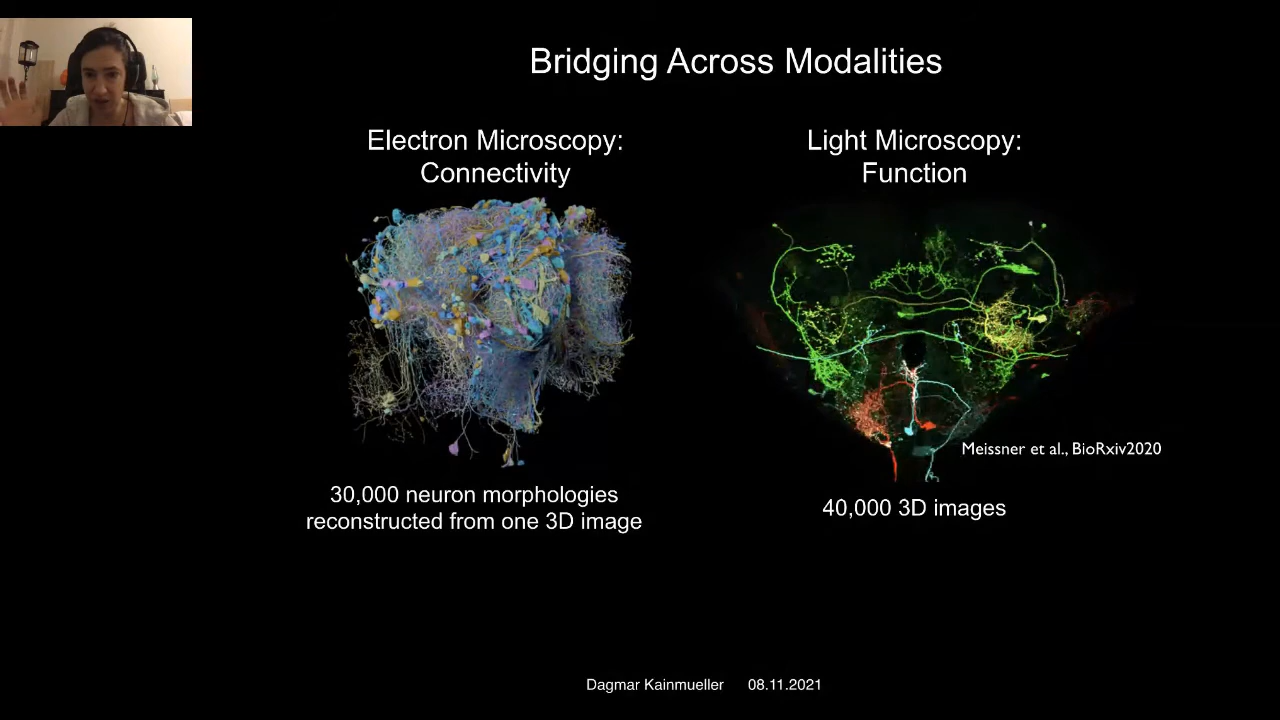 Bridging Across Modalities
Electron Microscopy:
Connectivity
Light Microscopy:
Function
Meissner et al., BioRxiv2020
30,000 neuron morphologies
reconstructed from one 3D image
40,000 3D images
Dagmar Kainmueller 08.11.2021